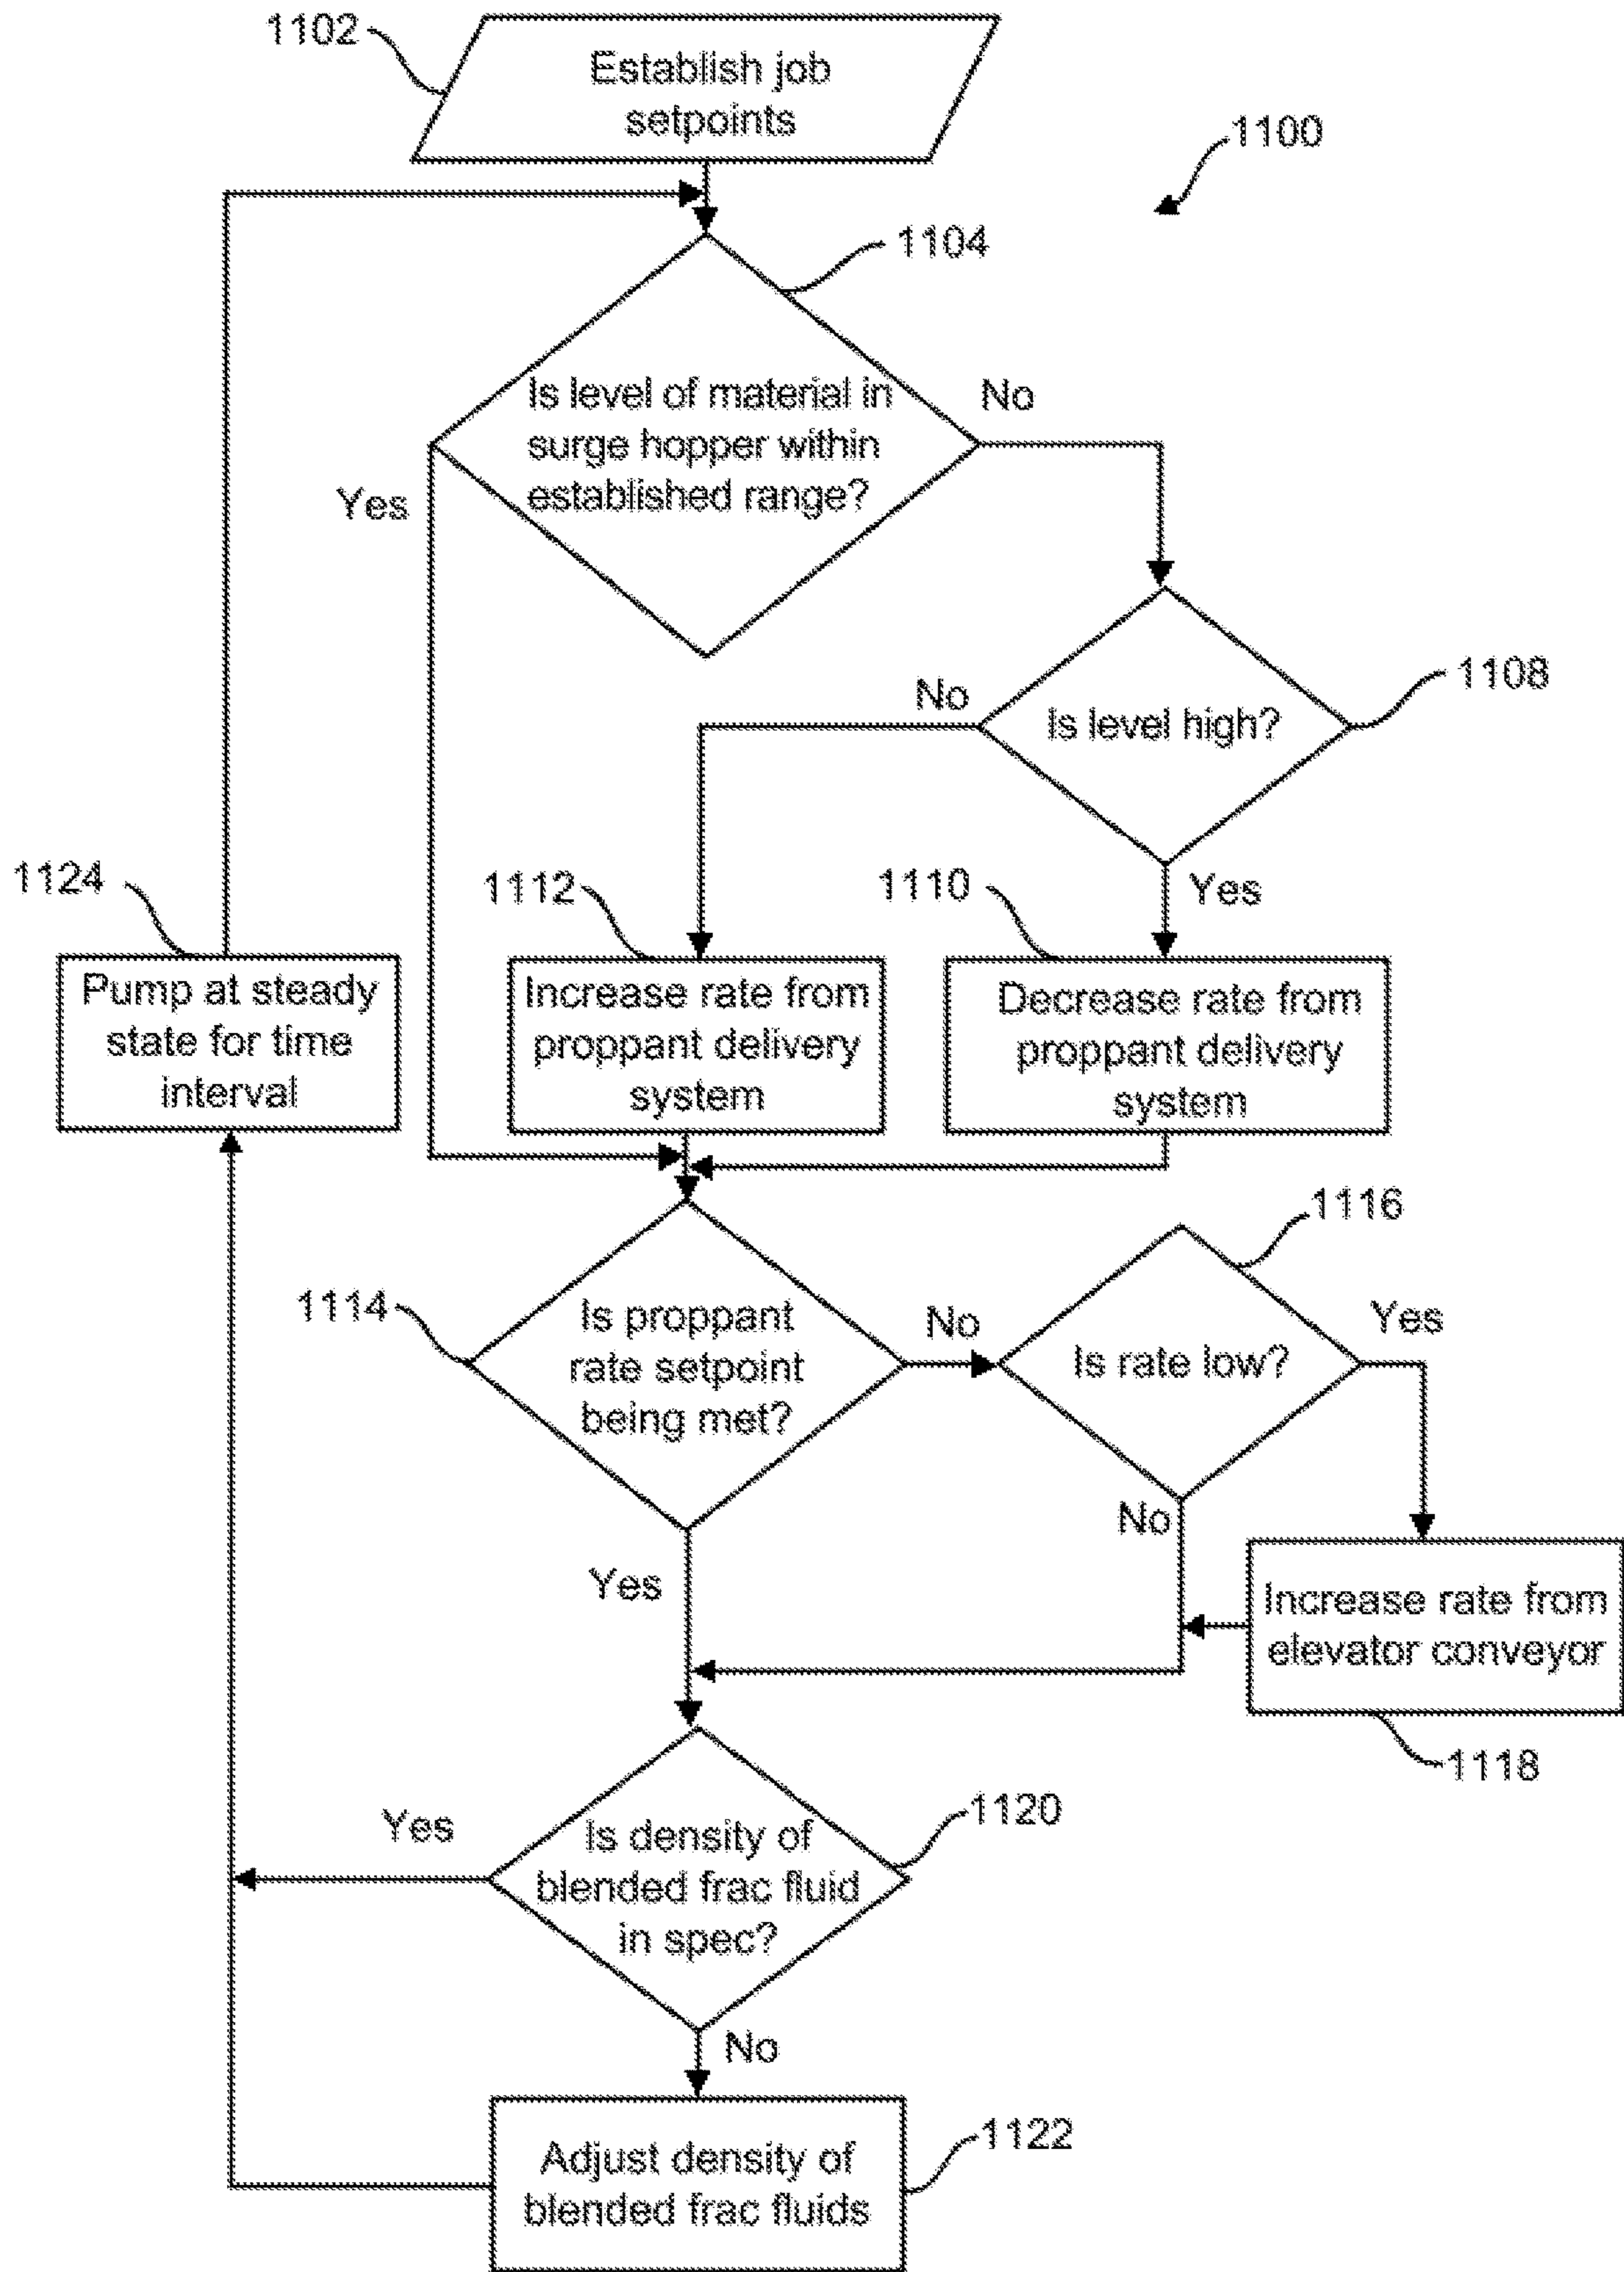 1102
Establish job
setpoints
1100
1104
Is level of material in
surge hopper within
established range?
No
Yes
1108
No
Is level high?
Yes
1124
1112
1110
Pump at steady
state for time
interval
Increase rate from
proppant delivery
system
Decrease rate from
proppant delivery
system
1116
1114
Is proppant
rate setpoint
being met?
No
Is rate low?
Yes
No
Yes
Increase rate from
elevator conveyor
1118
1120
Yes
Is density of
blended frac fluid
in spec?
No
Adjust density of
blended frac fluids
1122